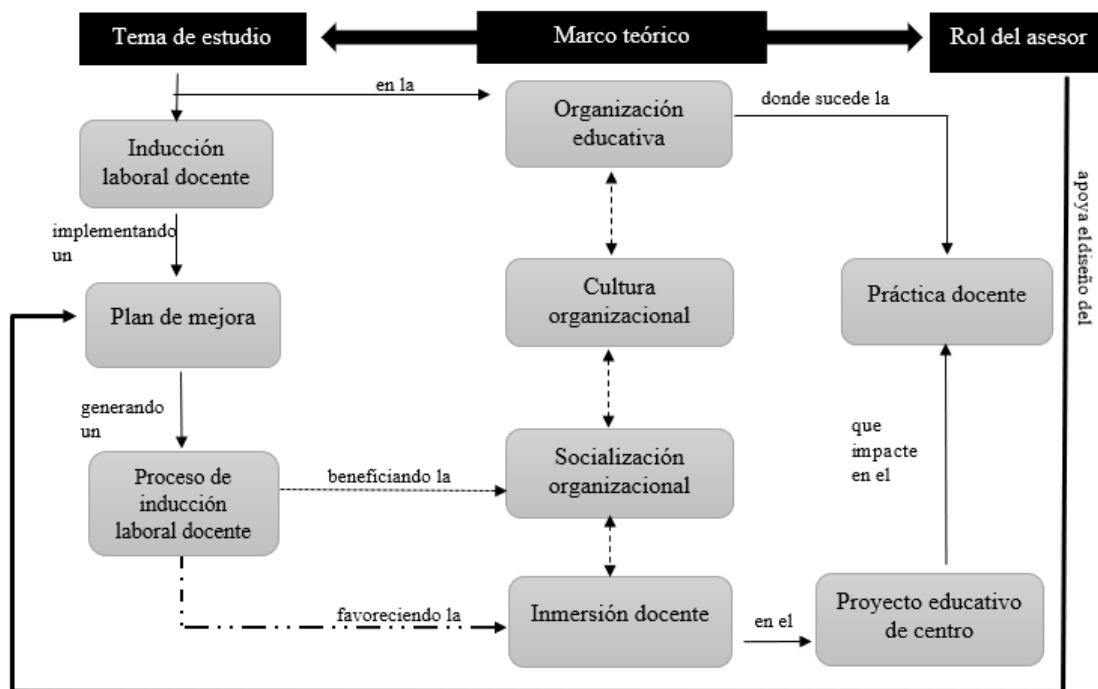 Tema de estudio
Marco teórico
Rol del asesor
en la
Organización
educativa
donde sucede la
Inducción
laboral docente
apoya el diseño del
implementando
un
Plan de mejora
Cultura
organizacional
Práctica docente
generando
un
Proceso de
inducción
laboral docente
beneficiando la
Socialización
organizacional
que
impacte
en el
favoreciendo la
Inmersión docente
en el
Proyecto educativo
de centro